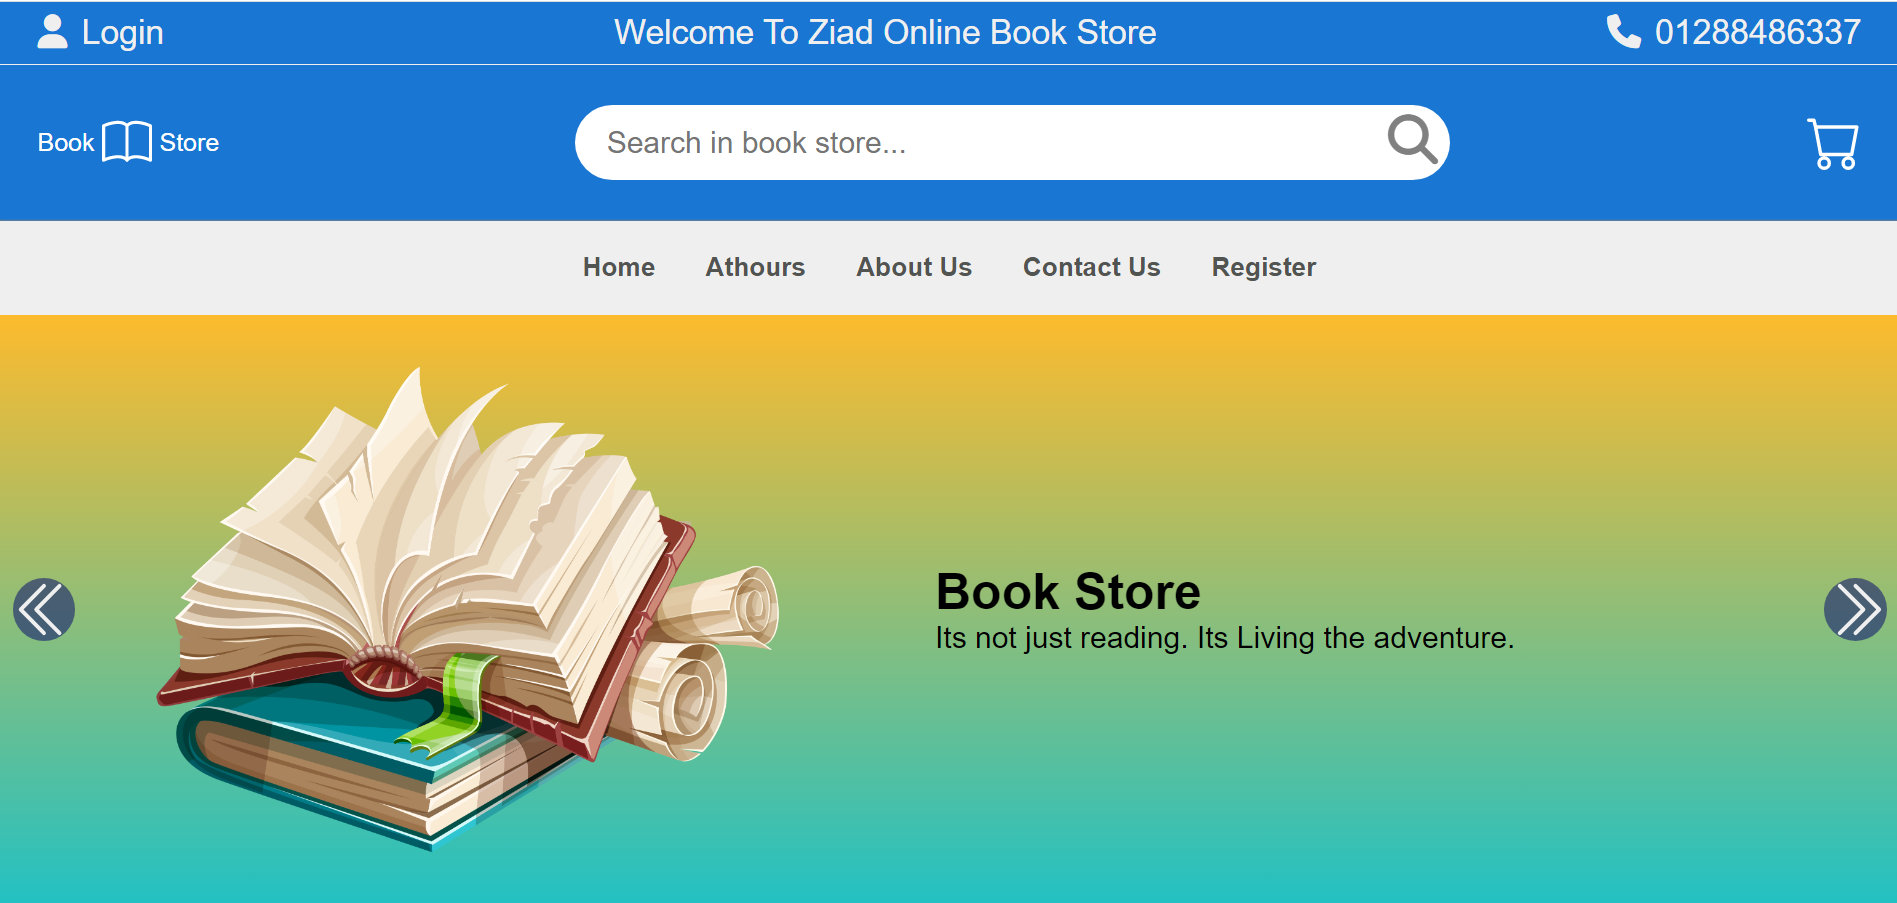 Login
Welcome To Ziad Online Book Store
01288486337
Book Store
Search in book store...
Home Athours About Us Contact Us Register
Book Store
Its not just reading. Its Living the adventure.